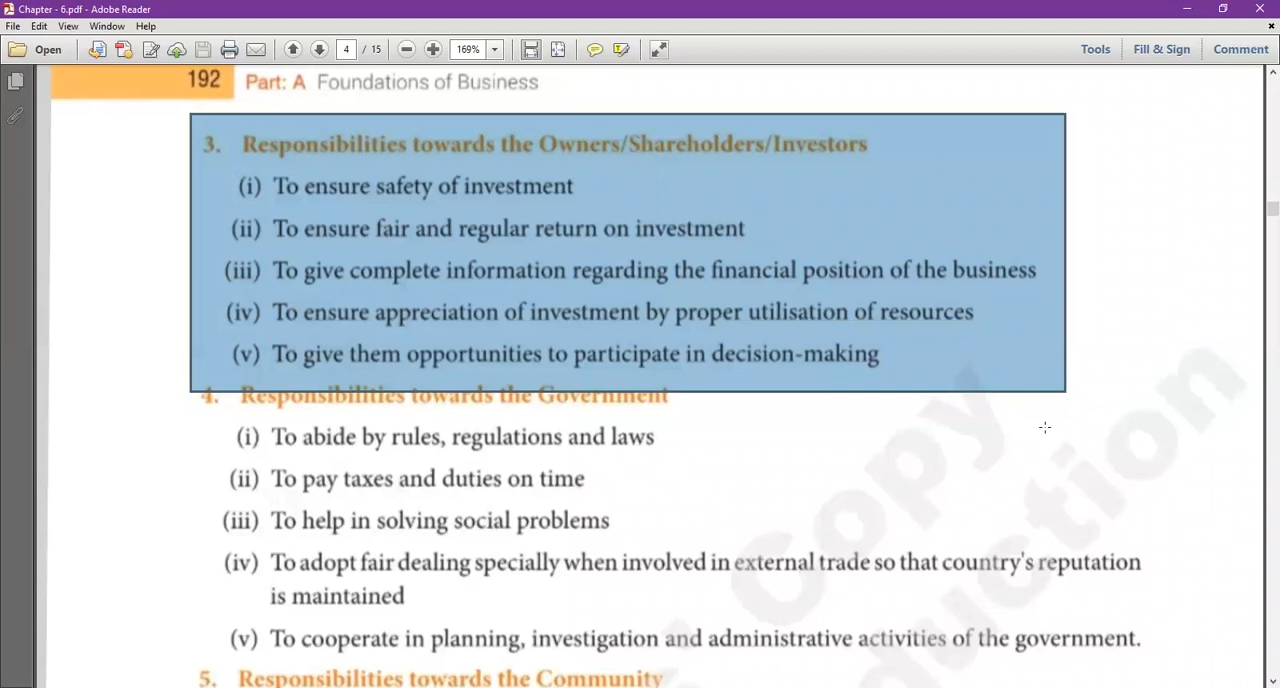 Chapter - 6.pdf - Adobe Reader
File Edit View Window Help
Open 4 / 15 169% Tools Fill & Sign Comment
192 Part: A Foundations of Business
3. Responsibilities towards the Owners/Shareholders/Investors
(i) To ensure safety of investment
(ii) To ensure fair and regular return on investment
(iii) To give complete information regarding the financial position of the business
(iv) To ensure appreciation of investment by proper utilisation of resources
(v) To give them opportunities to participate in decision-making
4. Responsibilities towards the Government
(i) To abide by rules, regulations and laws
(ii) To pay taxes and duties on time
(iii) To help in solving social problems
(iv) To adopt fair dealing specially when involved in external trade so that country's reputation
is maintained
(v) To cooperate in planning, investigation and administrative activities of the government.
5. Responsibilities towards the Community
Copy